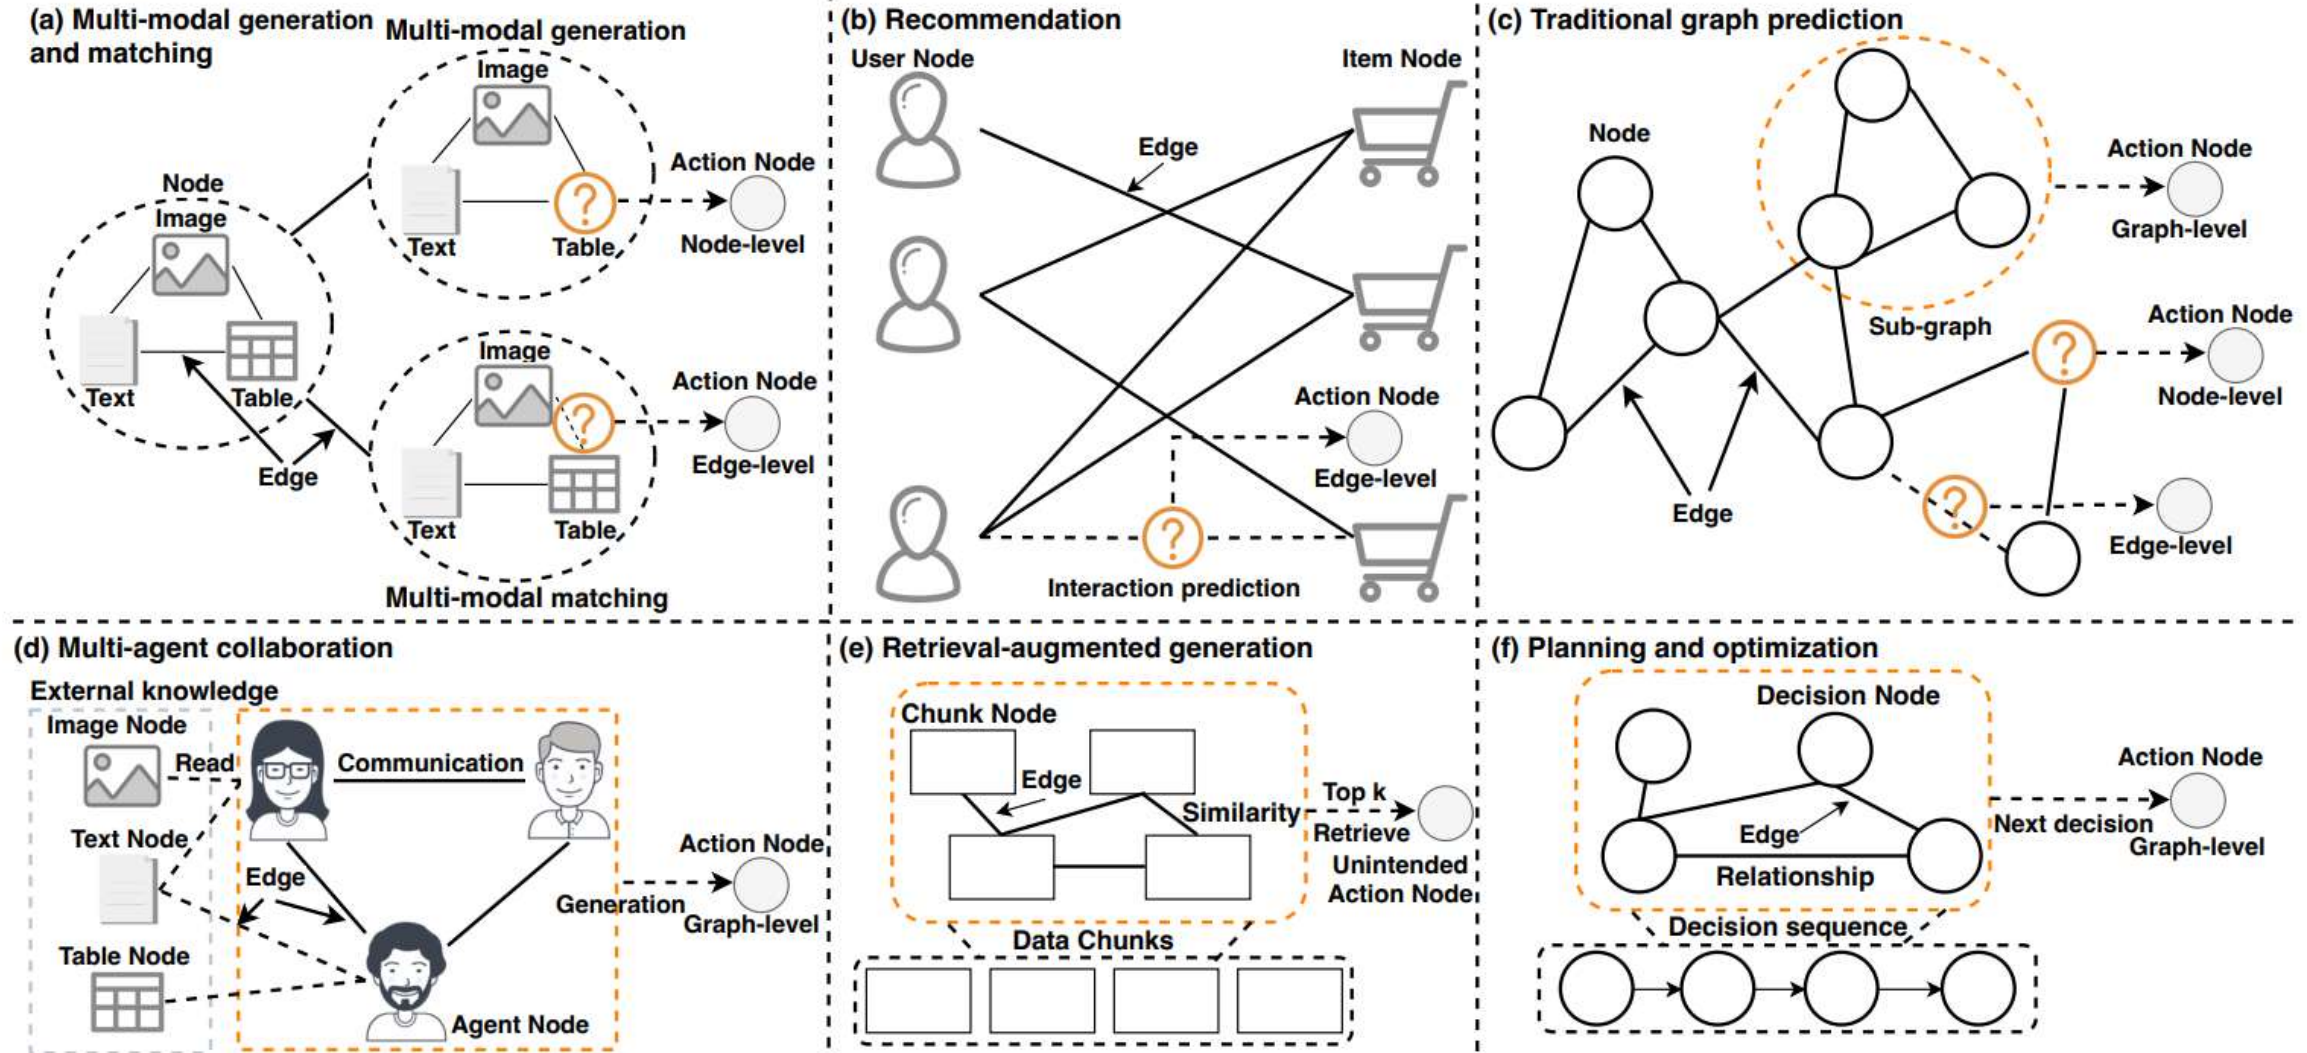 (a) Multi-modal generation
and matching
Multi-modal generation
Image
Text
?
Table
Action Node
Node-level
Node
Image
Text
Table
Edge
Image
?
Text
Table
Action Node
Edge-level
Multi-modal matching
(b) Recommendation
User Node
Item Node
Edge
Action Node
Edge-level
?
Interaction prediction
(c) Traditional graph prediction
Node
Action Node
Graph-level
Sub-graph
?
Action Node
Node-level
Edge
?
Edge-level
(d) Multi-agent collaboration
External knowledge
Image Node
Read
Communication
Text Node
Edge
Table Node
Agent Node
Action Node
Generation
Graph-level
(e) Retrieval-augmented generation
Chunk Node
Edge
Similarity
Top k
Retrieve
Unintended
Action Node
Data Chunks
(f) Planning and optimization
Decision Node
Edge
Relationship
Action Node
Next decision
Graph-level
Decision sequence